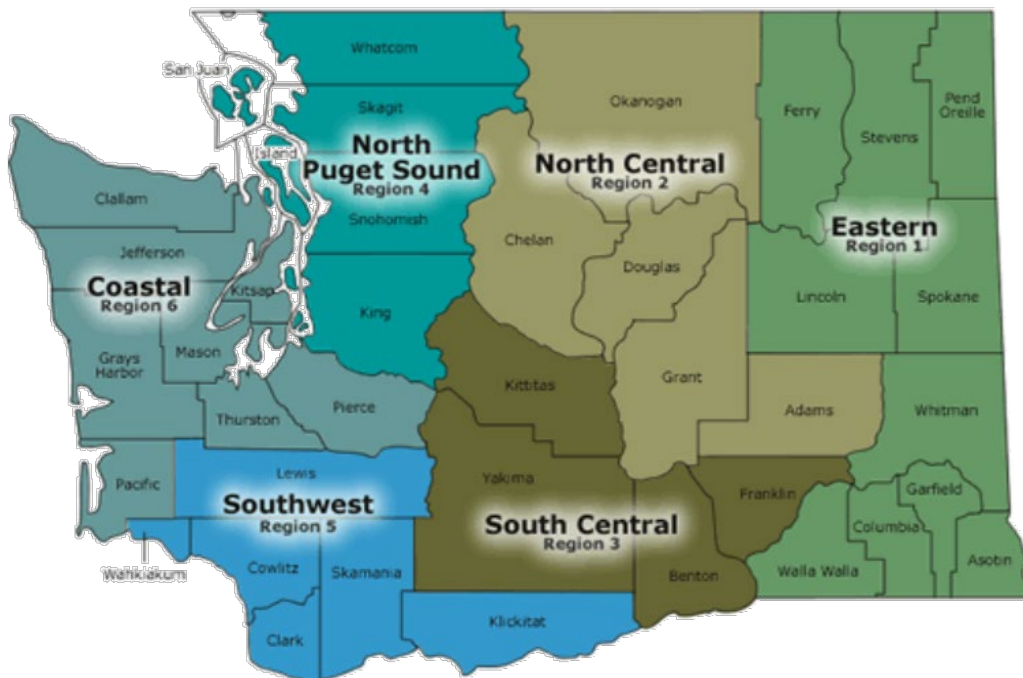 Whatcom
San Juan
Skagit
Island
North
Puget Sound
Region 4
Snohomish
King
Okanogan
North Central
Region 2
Chelan
Douglas
Grant
Adams
Ferry
Stevens
Pend
Oreille
Eastern
Region 1
Lincoln
Spokane
Whitman
Garfield
Columbia
Walla Walla
Asotin
Clallam
Jefferson
Coastal
Region 6
Kitsap
Mason
Grays
Harbor
Thurston
Pierce
Pacific
Kittitas
Yakima
South Central
Region 3
Franklin
Benton
Lewis
Southwest
Region 5
Wahkiakum
Cowlitz
Skamania
Clark
Klickitat